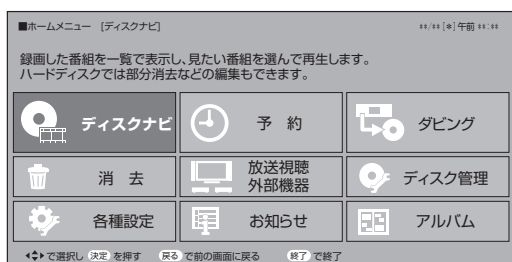 ■ホームメニュー [ディスクナビ]
**/**[*]午前 **:**
録画した番組を一覧で表示し、見たい番組を選んで再生します。
ハードディスクでは部分消去などの編集もできます。
ディスクナビ
予 約
ダビング
消 去
放送視聴
外部機器
ディスク管理
各種設定
お知らせ
アルバム
で選択し 決定 を押す 戻る で前の画面に戻る 終了 で終了